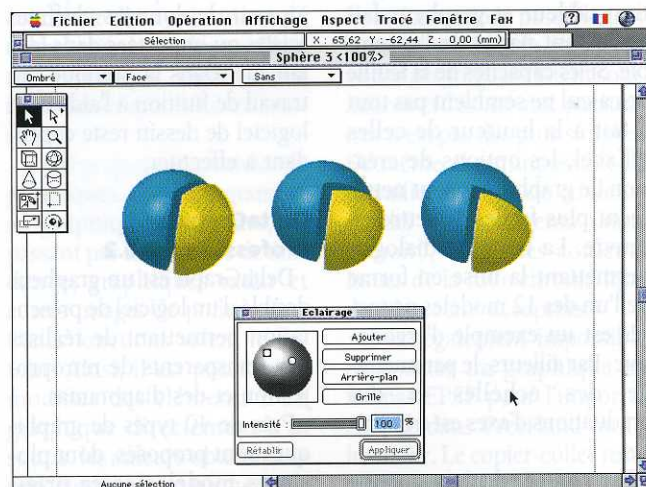 Fichier Edition Opération Affichage Aspect Tracé Fenêtre Fax
Sélection X : 65,62 Y : -62,44 Z : 0,00 (mm)
Sphère 3 <100%>
Ombré Face Sans
Eclairage
Ajouter
Supprimer
Arrière-plan
Grille
Intensité : 100 %
Rétablir Appliquer
Aucune sélection